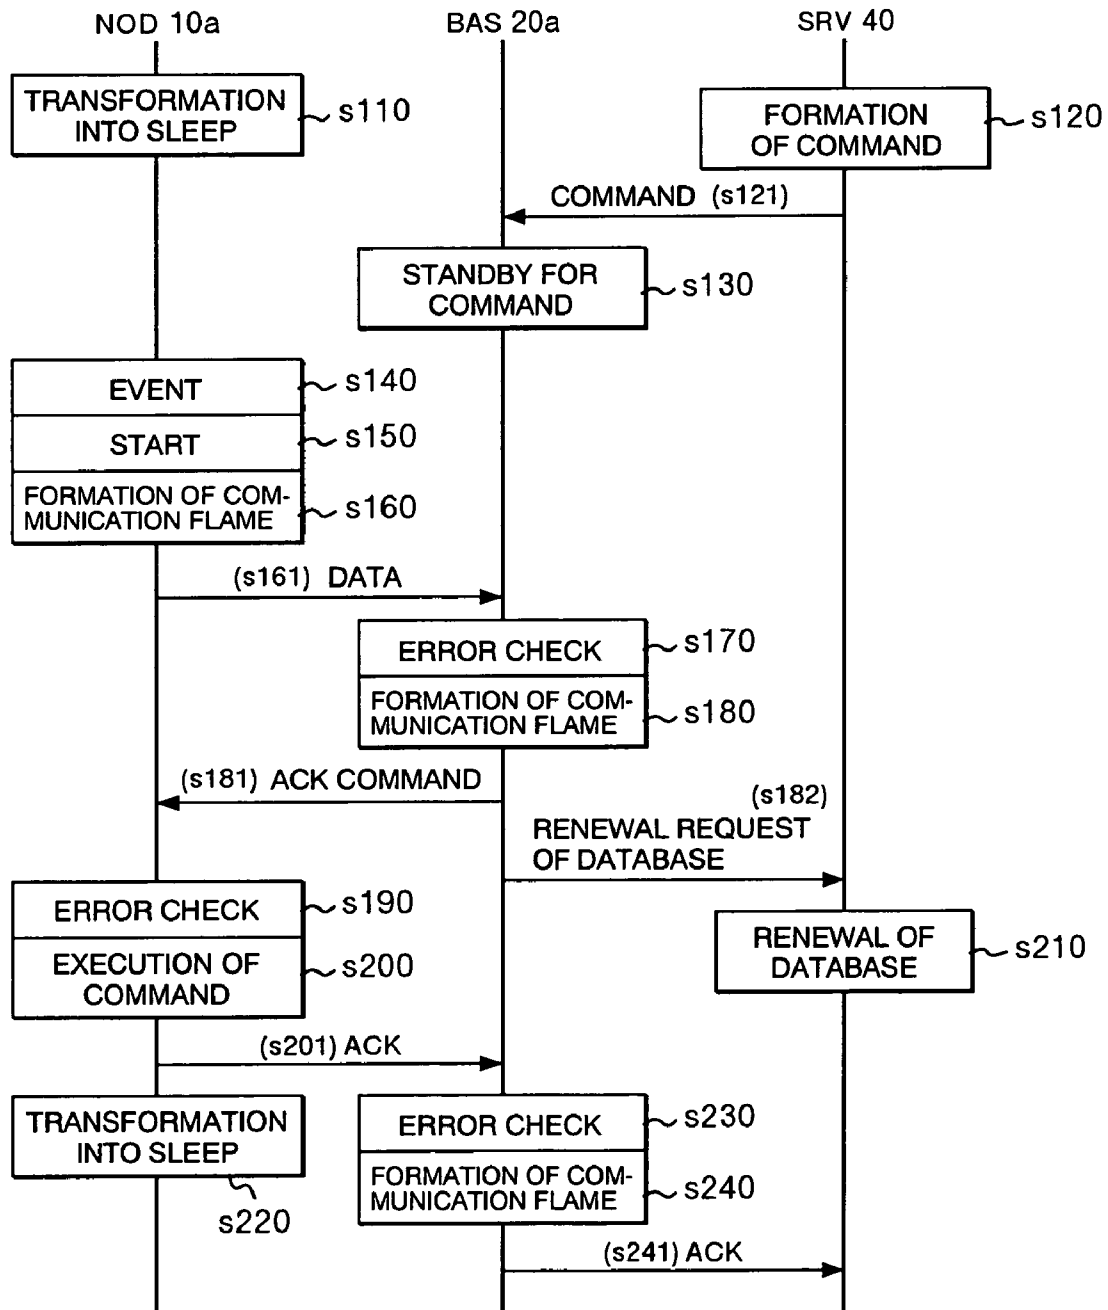 NOD 10a
BAS 20a
SRV 40
TRANSFORMATION
INTO SLEEP
s110
FORMATION
OF COMMAND
s120
COMMAND (s121)
STANDBY FOR
COMMAND
s130
EVENT
s140
START
s150
FORMATION OF COM-
MUNICATION FLAME
s160
(s161) DATA
ERROR CHECK
s170
FORMATION OF COM-
MUNICATION FLAME
s180
(s181) ACK COMMAND
(s182)
RENEWAL REQUEST
OF DATABASE
ERROR CHECK
s190
EXECUTION OF
COMMAND
s200
RENEWAL OF
DATABASE
s210
(s201) ACK
TRANSFORMATION
INTO SLEEP
s220
ERROR CHECK
s230
FORMATION OF COM-
MUNICATION FLAME
s240
(s241) ACK